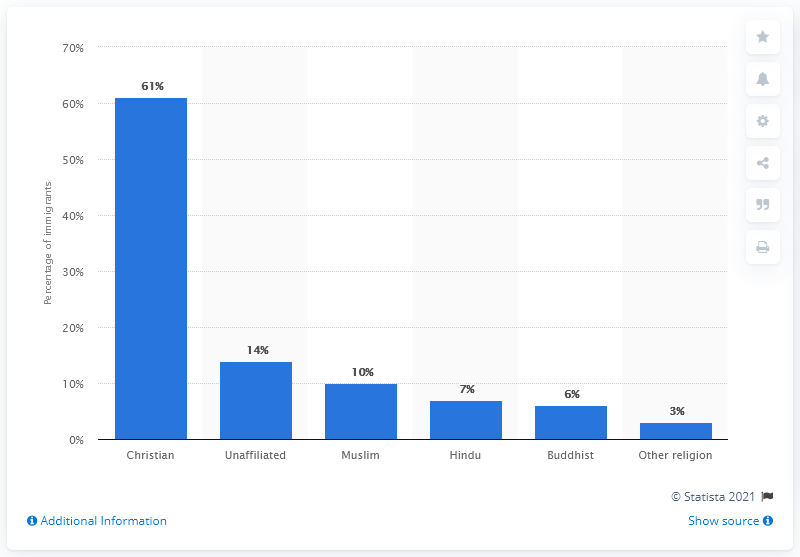 70%
60%
50%
40%
30%
20%
10%
0%
Percentage of immigrants
61%
14%
10%
7%
6%
3%
Christian
Unaffiliated
Muslim
Hindu
Buddhist
Other religion
© Statista 2021
Additional Information
Show source